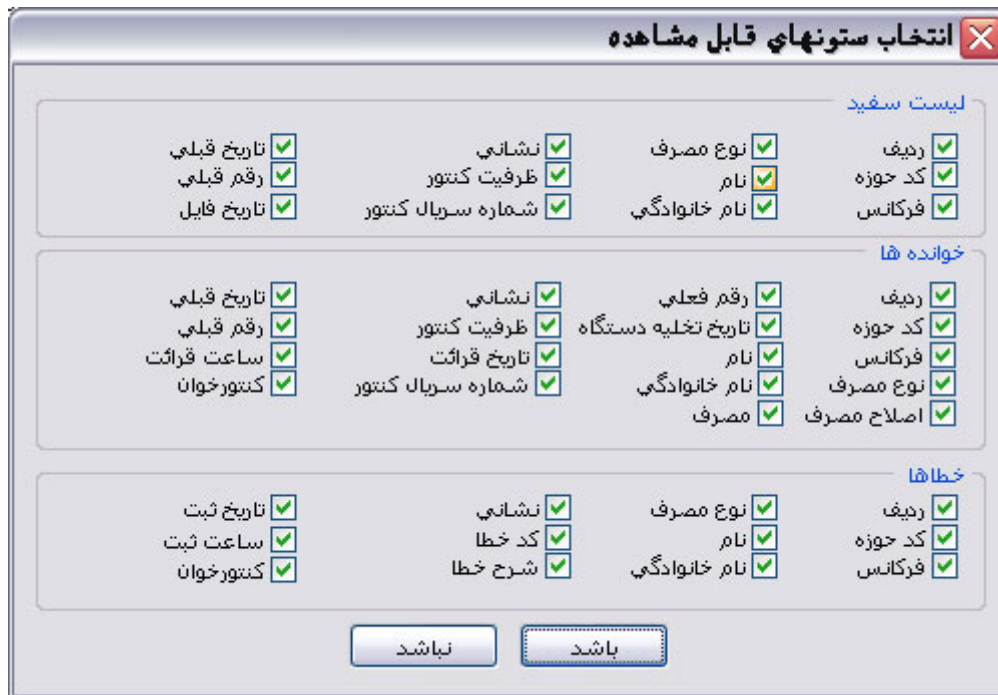 انتخاب ستونهاي قابل مشاهده
ليست سفيد
رديف نوع مصرف نشاني تاريخ قبلي
كد حوزه نام ظرفيت كنتور رقم قبلي
فركانس نام خانوادگي شماره سريال كنتور تاريخ فايل
خوانده ها
رديف رقم فعلي نشاني تاريخ قبلي
كد حوزه تاريخ تخليه دستگاه ظرفيت كنتور رقم قبلي
فركانس نام تاريخ قرائت ساعت قرائت
نوع مصرف نام خانوادگي شماره سريال كنتور كنتورخوان
اصلاح مصرف مصرف
خطاها
رديف نوع مصرف نشاني تاريخ ثبت
كد حوزه نام كد خطا ساعت ثبت
فركانس نام خانوادگي شرح خطا كنتورخوان
باشد نباشد